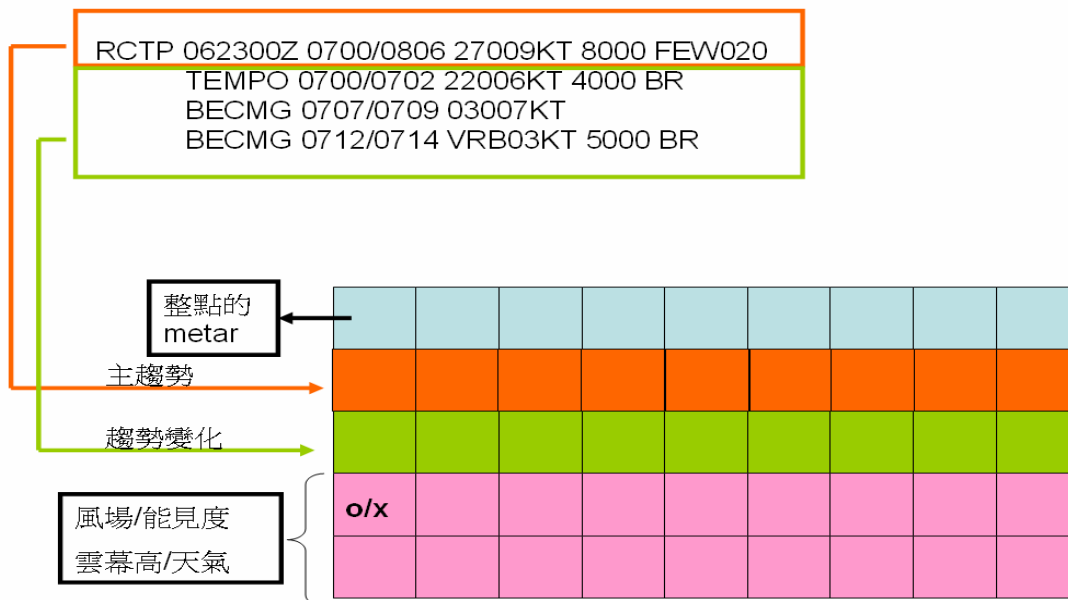 RCTP 062300Z 0700/0806 27009KT 8000 FEW020
TEMPO 0700/0702 22006KT 4000 BR
BECMG 0707/0709 03007KT
BECMG 0712/0714 VRB03KT 5000 BR
整點的
metar
主趨勢
趨勢變化
風場/能見度
雲幕高/天氣
o/x